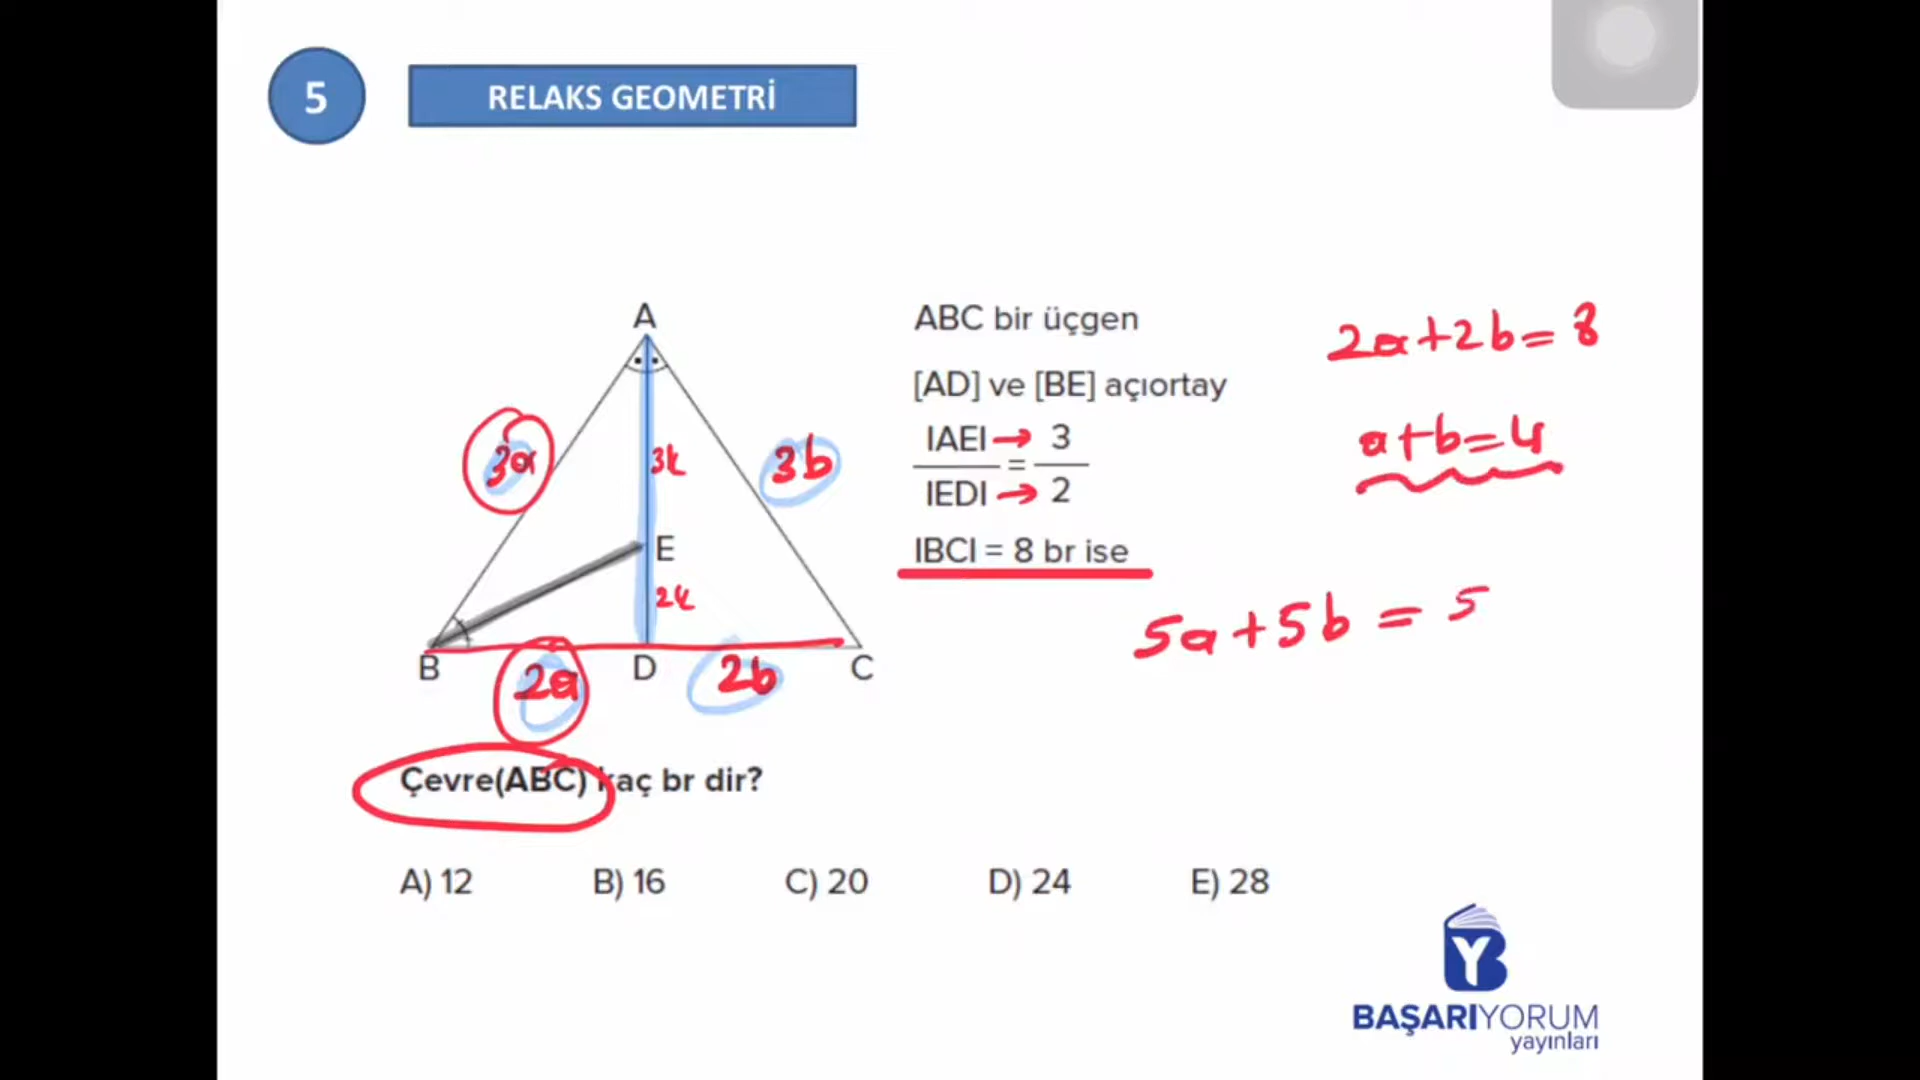 5
RELAKS GEOMETRİ
A
3a
3k
3b
E
2k
B
D
C
2a
2b
ABC bir üçgen
[AD] ve [BE] açıortay
IAEI → 3
=
IEDI → 2
IBCI = 8 br ise
2a+2b=8
a+b=4
5a+5b = 5
Çevre(ABC) kaç br dir?
A) 12 B) 16 C) 20 D) 24 E) 28
BAŞARIYORUM
yayınları